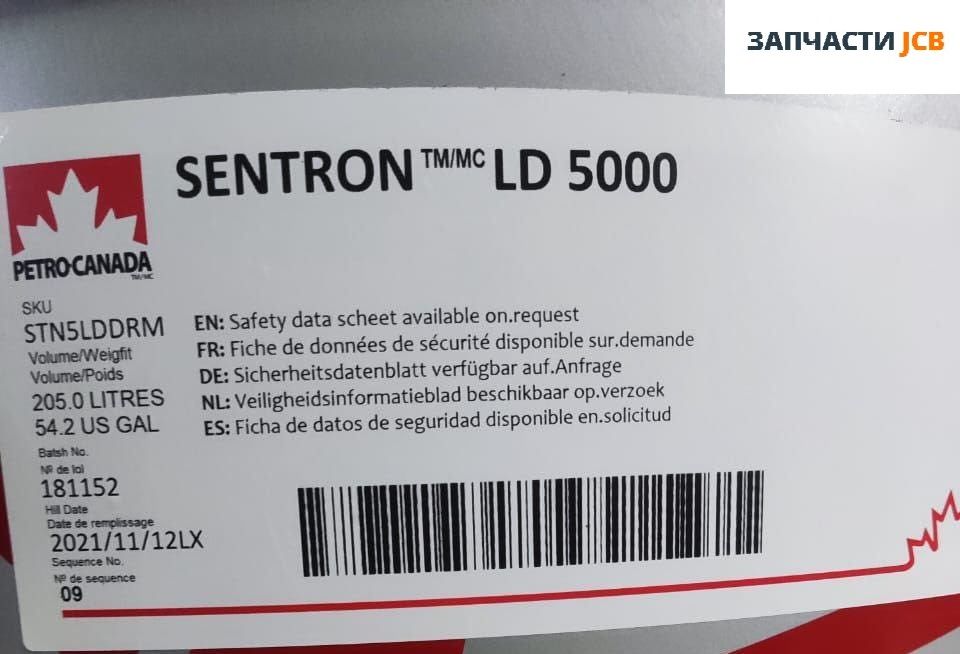 ЗАПЧАСТИ JCB
SENTRON TM/MC LD 5000
PETRO-CANADA
TM/MC
SKU
STN5LDDRM
Volume/Weigfit
Volume/Poids
205.0 LITRES
54.2 US GAL
Batsh No.
Nº de lol
181152
Hill Date
Date de remplissage
2021/11/12LX
Sequence No.
Nº de sequence
09
EN: Safety data scheet available on.request
FR: Fiche de données de sécurité disponible sur.demande
DE: Sicherheitsdatenblatt verfügbar auf.Anfrage
NL: Veiligheidsinformatieblad beschikbaar op.verzoek
ES: Ficha de datos de seguridad disponible en.solicitud